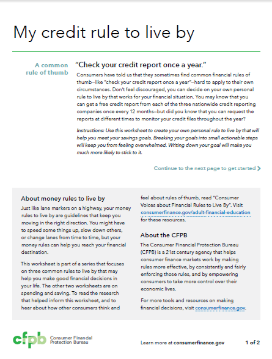 My credit rule to live by
A common
rule of thumb
"Check your credit report once a year."
Consumers have told us that they sometimes find common financial rules of
thumb—like "check your credit report once a year"—hard to apply to their own
circumstances. Don't feel discouraged, you can decide on your own personal
rule to live by that works for your financial situation. You may know that you
can get a free credit report from each of the three nationwide credit reporting
companies once every 12 months—but did you know that you can request the
reports at different times to monitor your credit files throughout the year?
Instructions: Use this worksheet to create your own personal rule to live by that will
help you meet your savings goals. Breaking your goals into small actionable steps
will keep you from feeling overwhelmed. Writing down your goal will make you
much more likely to stick to it.
Continue to the next page to get started
About money rules to live by
Just like lane markers on a highway, your money
rules to live by are guidelines that keep you
moving in the right direction. You might have
to speed some things up, slow down others,
or change lanes from time to time, but your
money rules can help you reach your financial
destination.
This worksheet is part of a series that focuses
on three common rules to live by that may
help you make good financial decisions in
your life. The other two worksheets are on
spending and saving. To read the research
that helped inform this worksheet, and to
hear about how other consumers think and
feel about rules of thumb, read "Consumer
Voices about Financial Rules to Live By". Visit
consumerfinance.gov/adult-financial-education
for these resources.
About the CFPB
The Consumer Financial Protection Bureau
(CFPB) is a 21st century agency that helps
consumer finance markets work by making
rules more effective, by consistently and fairly
enforcing those rules, and by empowering
consumers to take more control over their
economic lives.
For more tools and resources on making
financial decisions, visit consumerfinance.gov.
cfpb Consumer Financial
Protection Bureau
Learn more at consumerfinance.gov
1 of 2